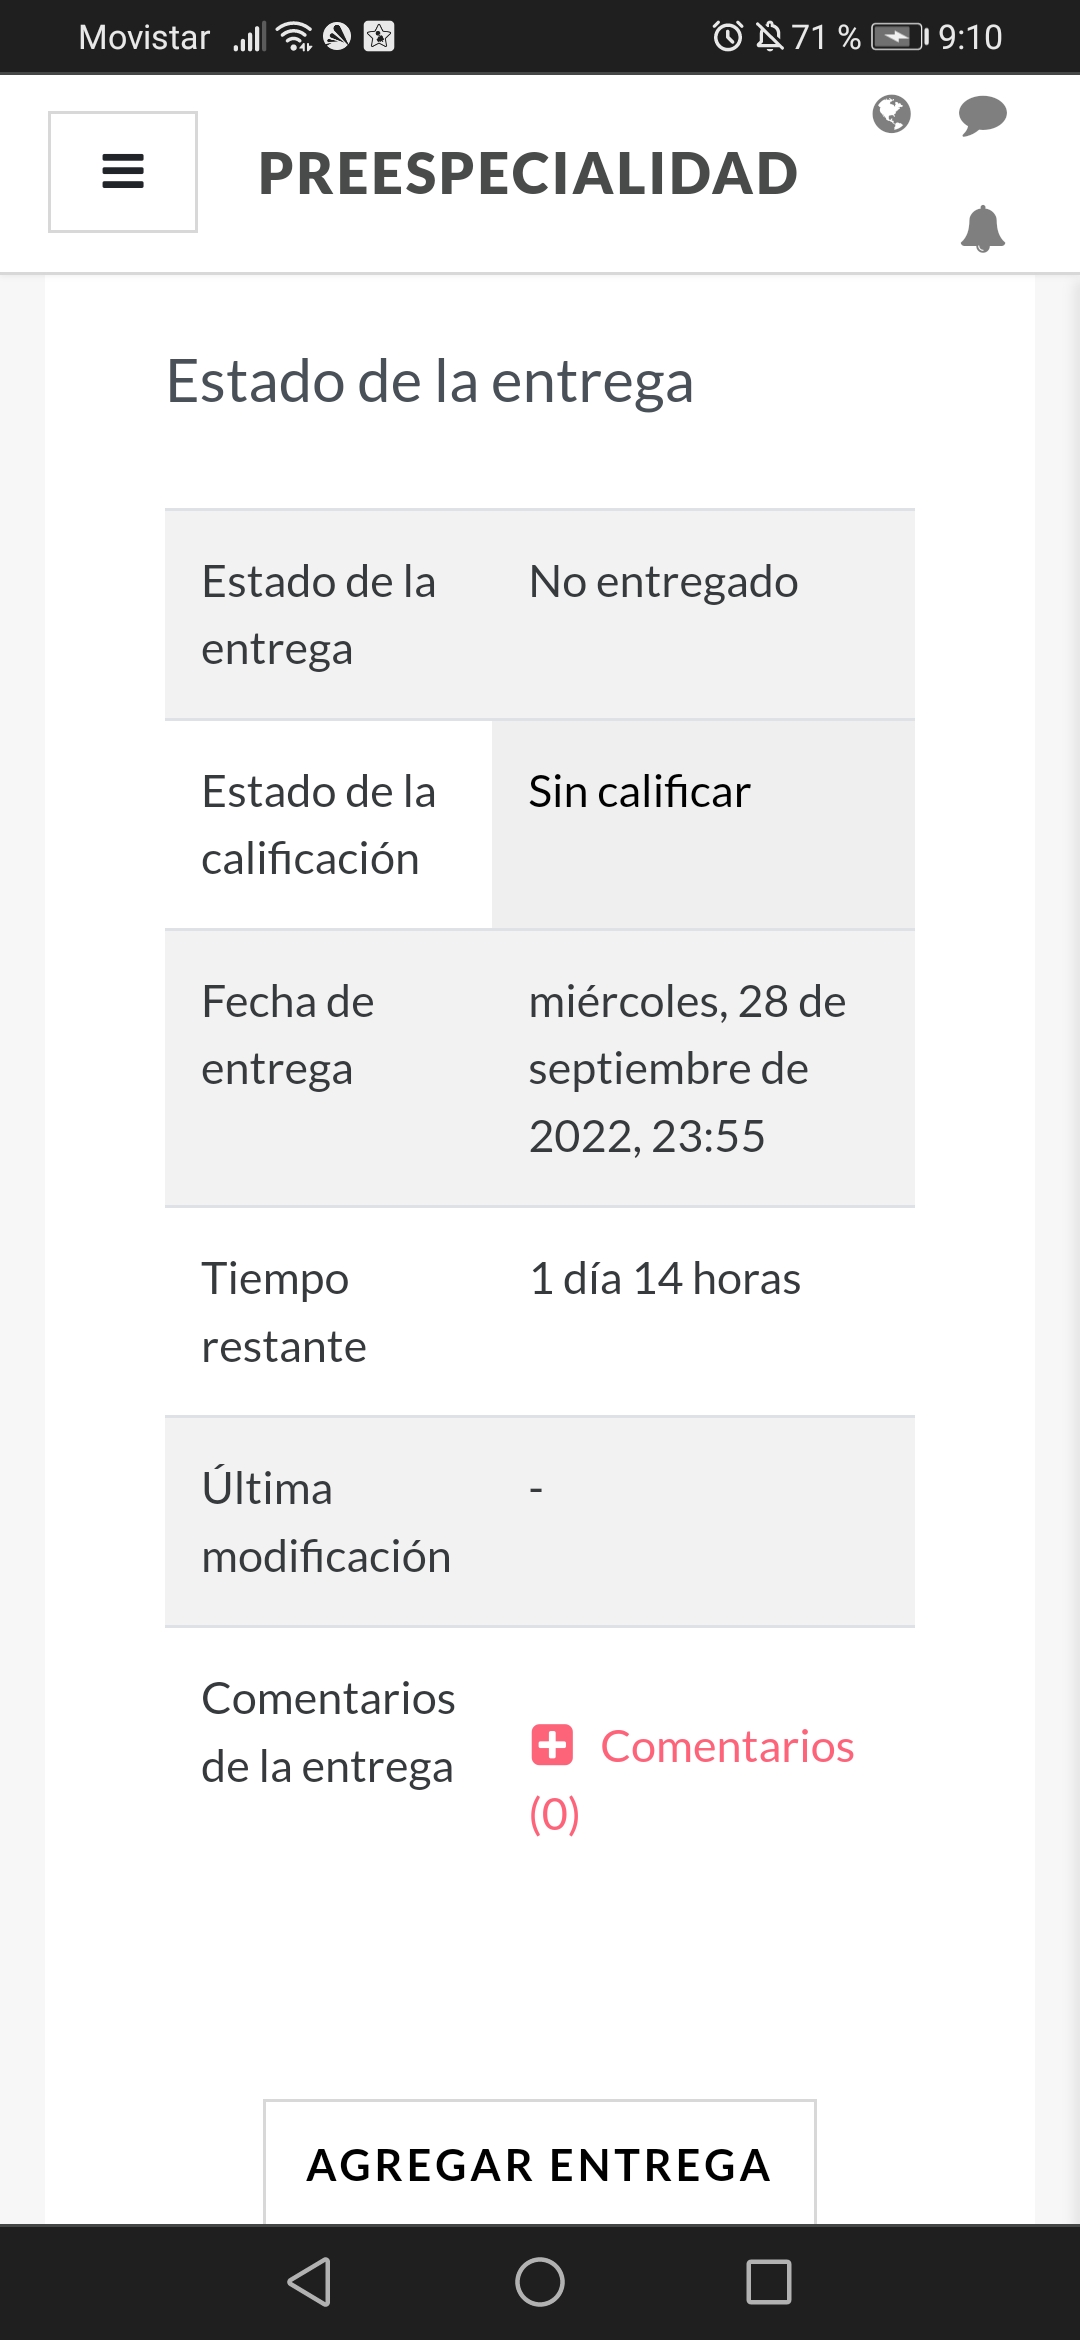 Movistar 71 % 9:10
PREESPECIALIDAD
Estado de la entrega
Estado de la No entregado
entrega
Estado de la Sin calificar
calificación
Fecha de miércoles, 28 de
entrega septiembre de
2022, 23:55
Tiempo 1 día 14 horas
restante
Última -
modificación
Comentarios
de la entrega
Comentarios
(0)
AGREGAR ENTREGA